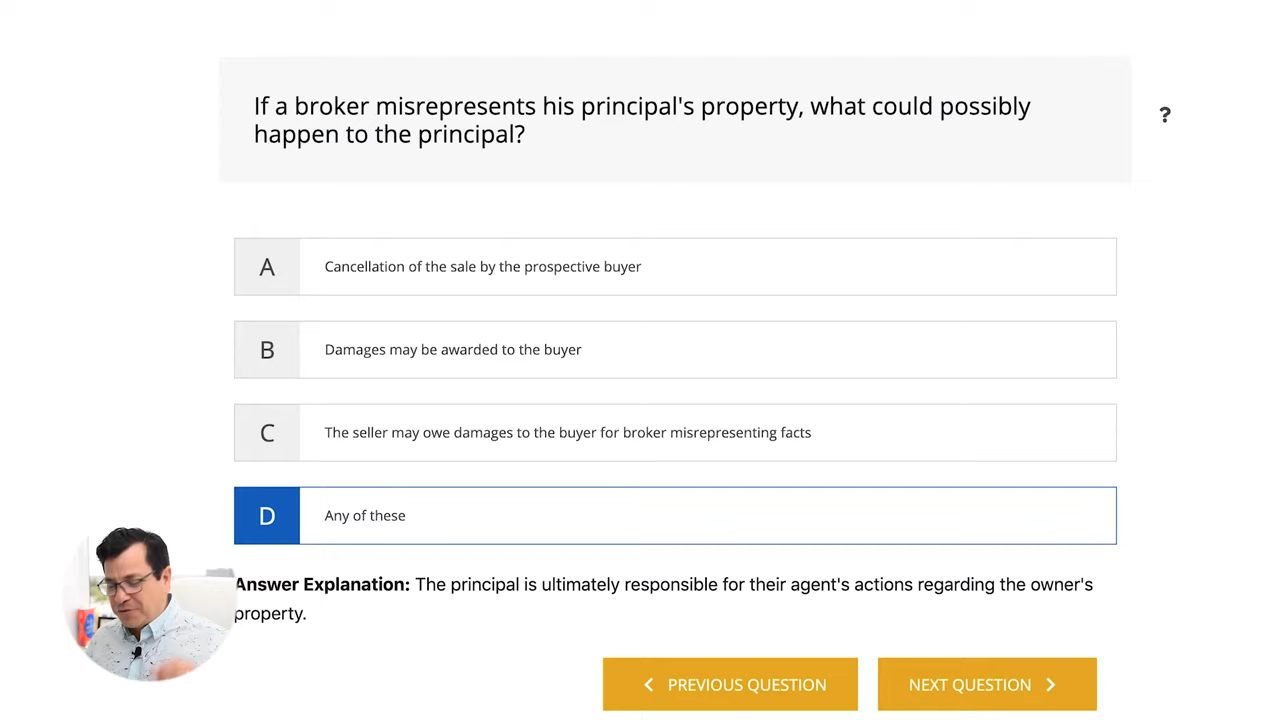 If a broker misrepresents his principal's property, what could possibly
happen to the principal?
?
A
Cancellation of the sale by the prospective buyer
B
Damages may be awarded to the buyer
C
The seller may owe damages to the buyer for broker misrepresenting facts
D
Any of these
Answer Explanation: The principal is ultimately responsible for their agent's actions regarding the owner's
property.
PREVIOUS QUESTION
NEXT QUESTION